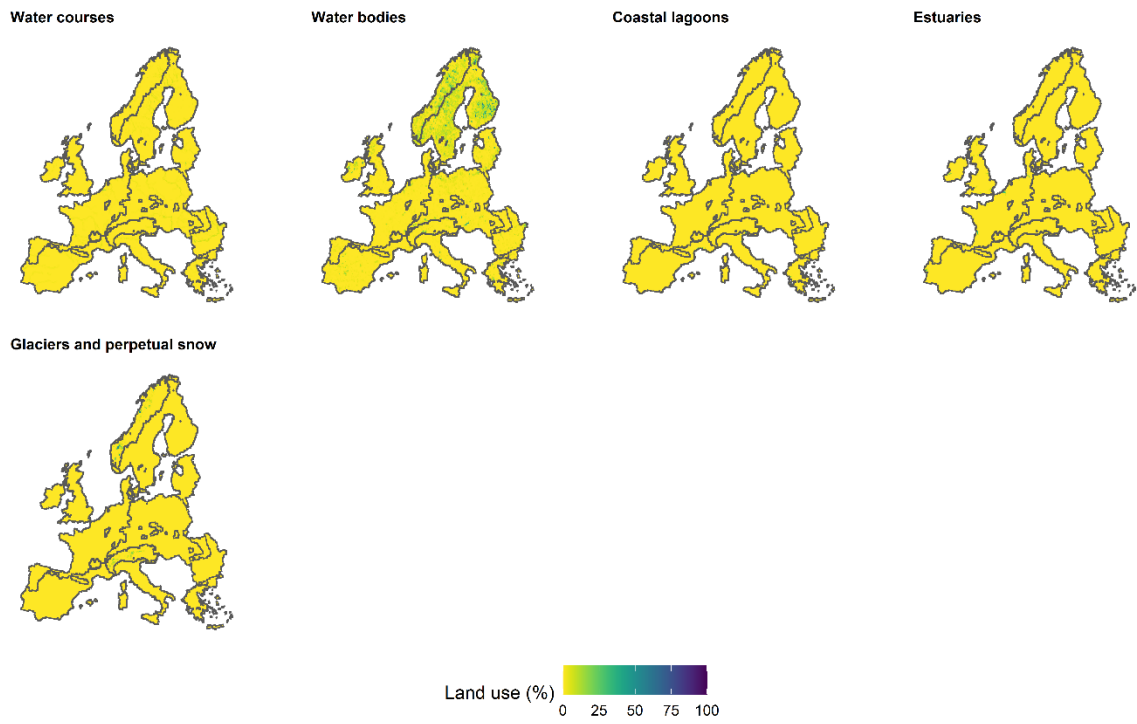 Water courses
Water bodies
Coastal lagoons
Estuaries
Glaciers and perpetual snow
Land use (%)
0 25 50 75 100